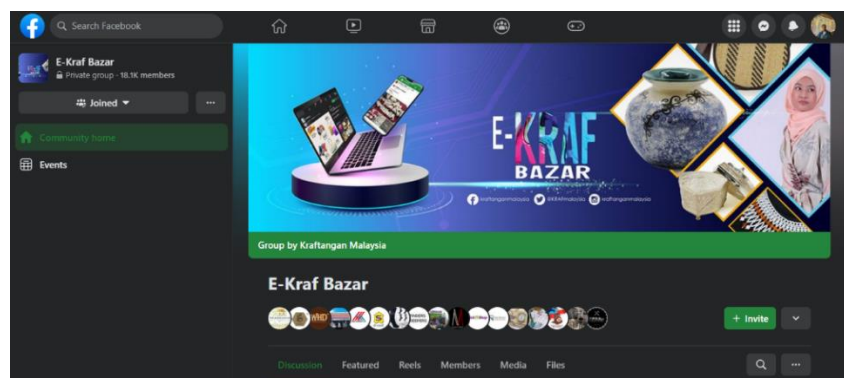 Search Facebook
E-Kraf Bazar
Private group · 18.1K members
Joined
Community home
Events
E-KRAF
BAZAR
kraftanganmalaysia KRAFmalaysia kraftanganmalaysia
Group by Kraftangan Malaysia
E-Kraf Bazar
+ Invite
Discussion Featured Reels Members Media Files